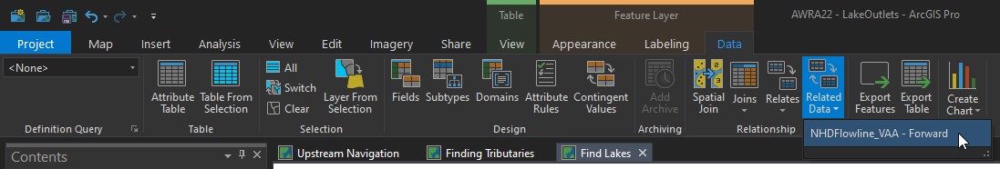 Table
Feature Layer
AWRA22 - LakeOutlets - ArcGIS Pro
Project
Map
Insert
Analysis
View
Edit
Imagery
Share
View
Appearance
Labeling
Data
<None>
Definition Query
Attribute
Table
Table From
Selection
Table
All
Switch
Clear
Layer From
Selection
Selection
Fields
Subtypes
Domains
Attribute
Rules
Contingent
Values
Design
Add
Archive
Archiving
Spatial
Join
Joins
Relates
Related
Data
Relationship
Export
Features
Export
Table
Create
Chart
NHDFlowline_VAA - Forward
Contents
Upstream Navigation
Finding Tributaries
Find Lakes